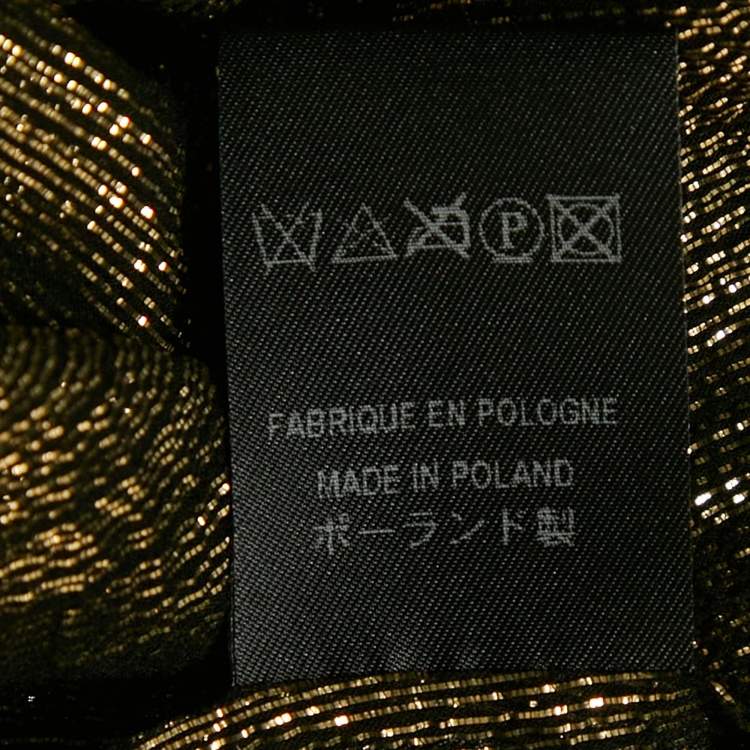 P
FABRIQUE EN POLOGNE
MADE IN POLAND
ポーランド製